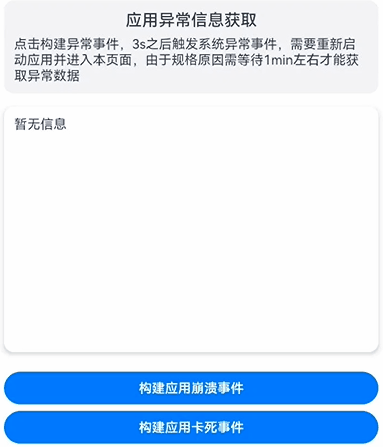 应用异常信息获取
点击构建异常事件，3s之后触发系统异常事件，需要重新启
动应用并进入本页面，由于规格原因需等待1min左右才能获
取异常数据
暂无信息
构建应用崩溃事件
构建应用卡死事件